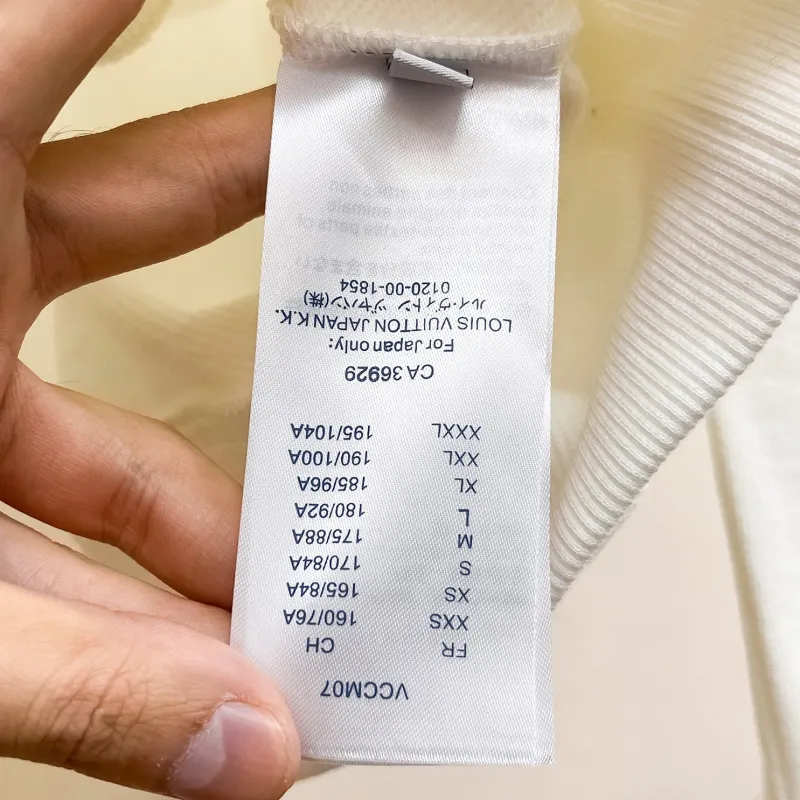 VCCM07
FR CH
XXS 160/76A
XS 165/84A
S 170/84A
M 175/88A
L 180/92A
XL 185/96A
XXL 190/100A
XXXL 195/104A
CA 36929
For Japan only:
LOUIS VUITTON JAPAN K.K.
ルイ・ヴィトン ジャパン(株)
0120-00-1854